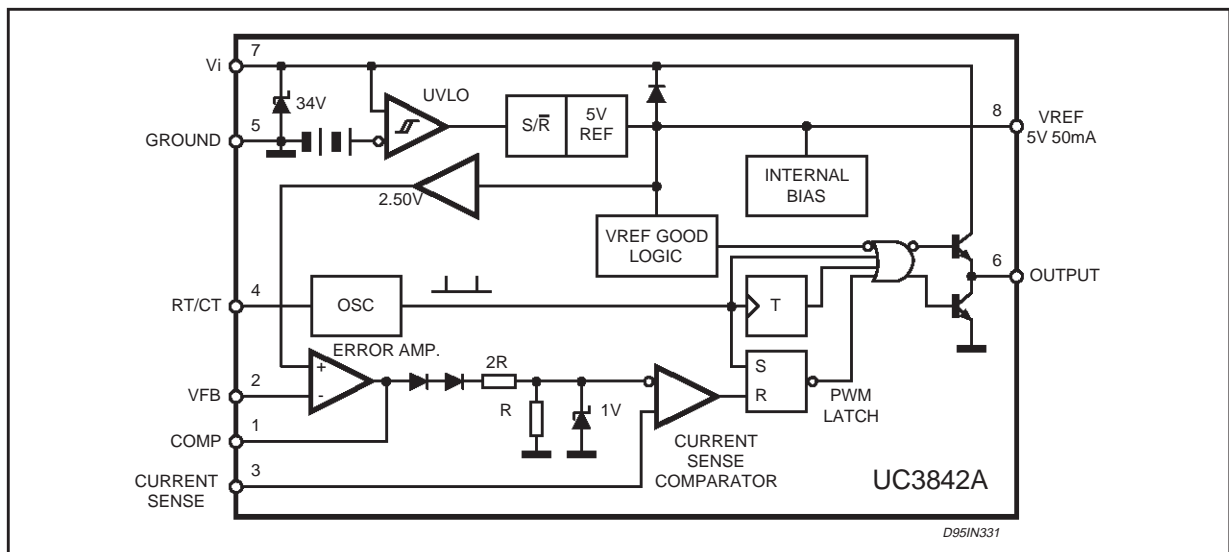 7
Vi
34V
UVLO
5
GROUND
S/R̅
5V
REF
8
VREF
5V 50mA
INTERNAL
BIAS
2.50V
VREF GOOD
LOGIC
6
OUTPUT
4
RT/CT
OSC
T
ERROR AMP.
2R
+
-
2
VFB
S
R
R
1V
PWM
LATCH
1
COMP
CURRENT
SENSE
COMPARATOR
3
CURRENT
SENSE
UC3842A
D95IN331